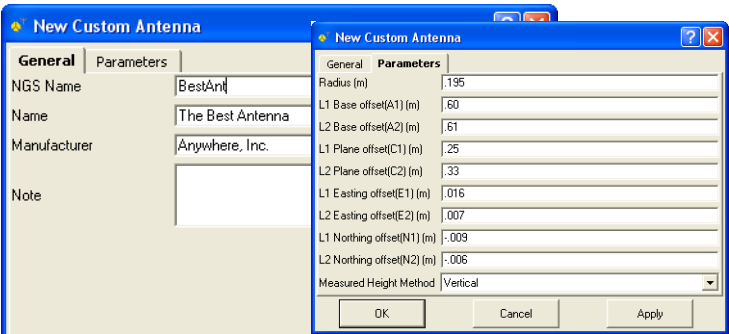 New Custom Antenna
General Parameters
NGS Name BestAnt
Name The Best Antenna
Manufacturer Anywhere, Inc.
Note
New Custom Antenna
General Parameters
Radius (m) .195
L1 Base offset(A1) (m) .60
L2 Base offset(A2) (m) .61
L1 Plane offset(C1) (m) .25
L2 Plane offset(C2) (m) .33
L1 Easting offset(E1) (m) .016
L2 Easting offset(E2) (m) .007
L1 Northing offset(N1) (m) -.009
L2 Northing offset(N2) (m) -.006
Measured Height Method Vertical
OK Cancel Apply